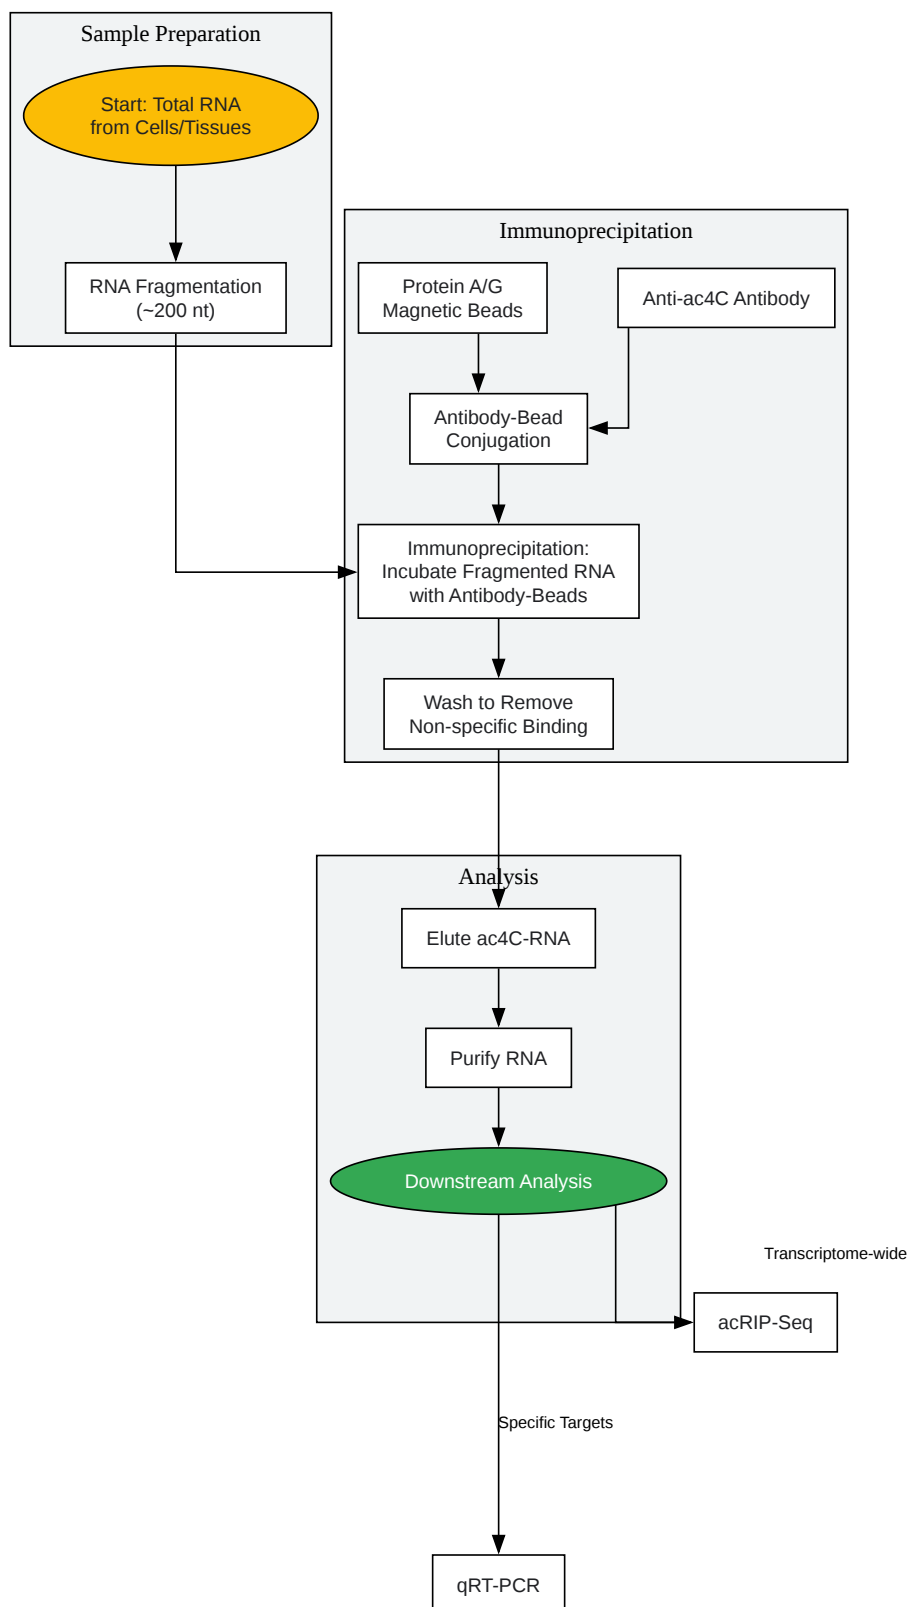 Sample Preparation
Start: Total RNA
from Cells/Tissues
RNA Fragmentation
(~200 nt)
Immunoprecipitation
Protein A/G
Magnetic Beads
Anti-ac4C Antibody
Antibody-Bead
Conjugation
Immunoprecipitation:
Incubate Fragmented RNA
with Antibody-Beads
Wash to Remove
Non-specific Binding
Analysis
Elute ac4C-RNA
Purify RNA
Downstream Analysis
Transcriptome-wide
acRIP-Seq
Specific Targets
qRT-PCR